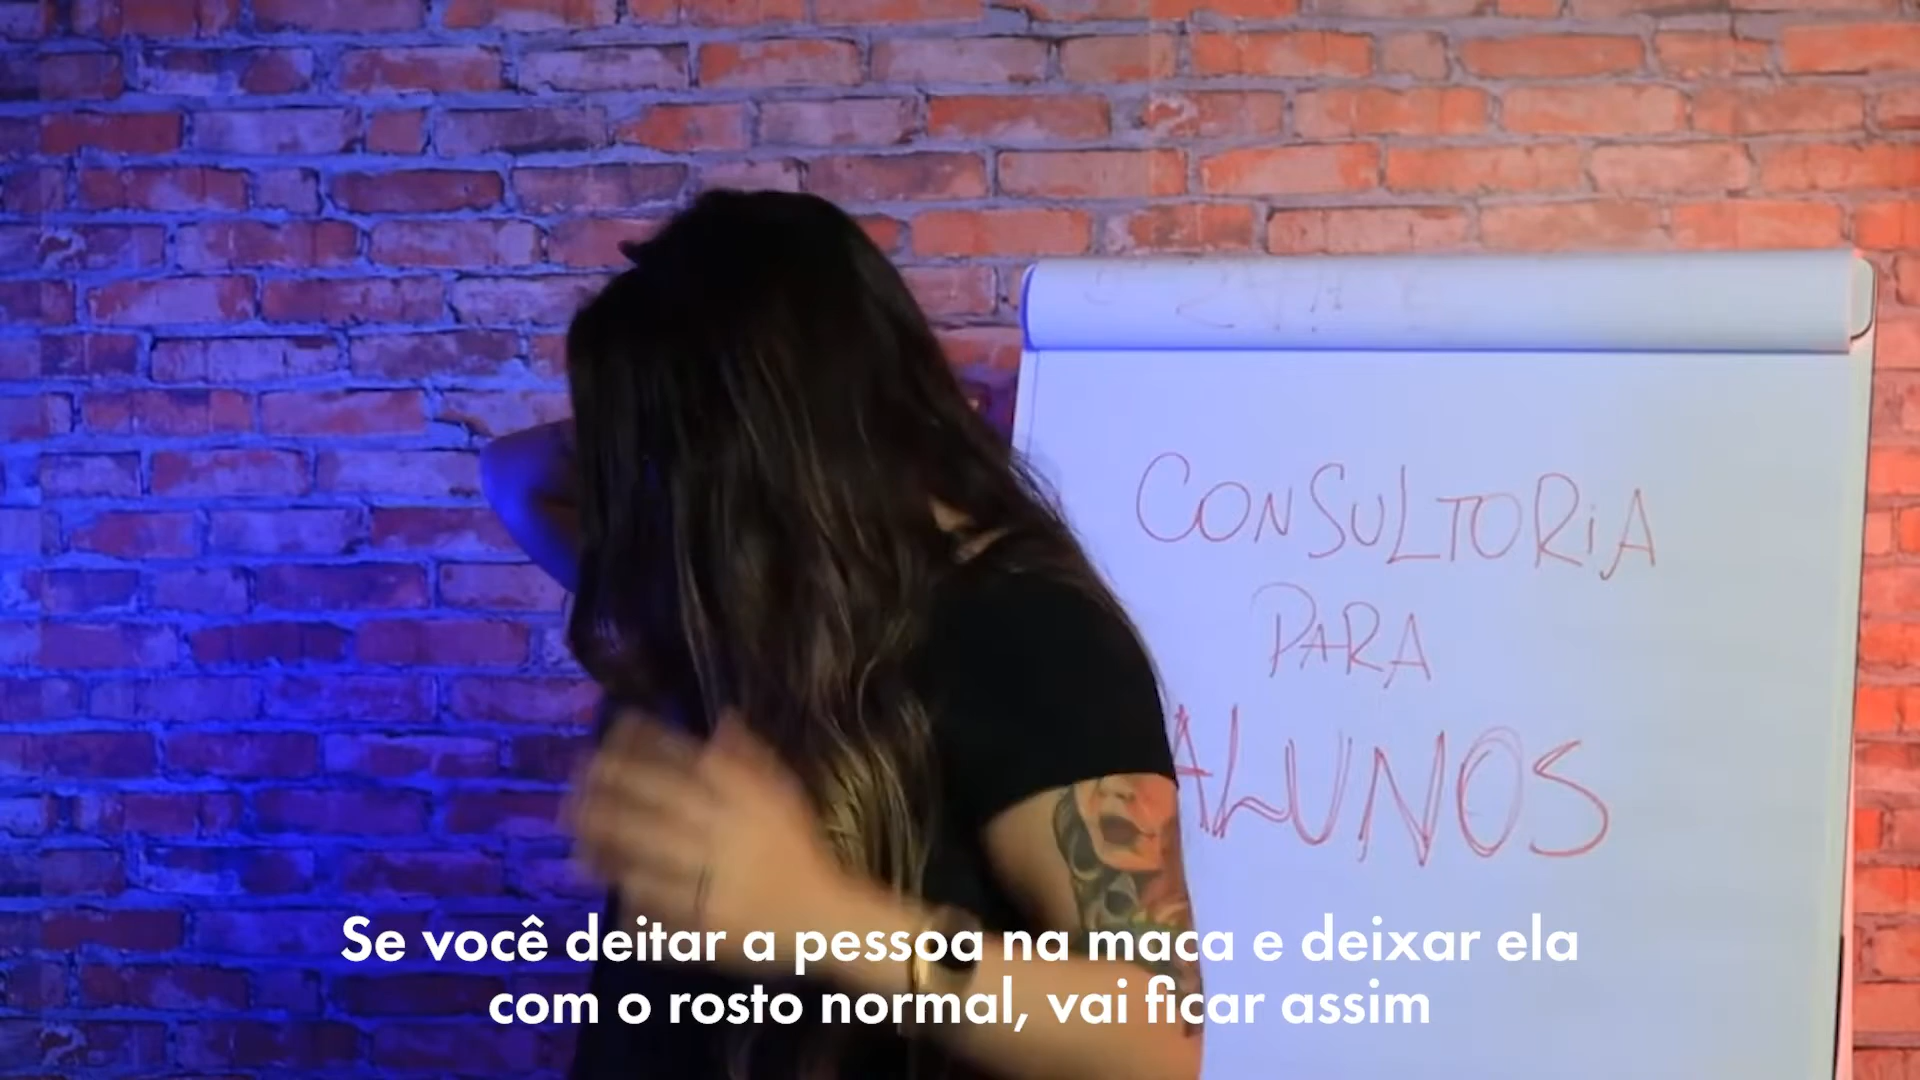 CONSULTORiA
PARA
ALUNOS
Se você deitar a pessoa na maca e deixar ela
com o rosto normal, vai ficar assim